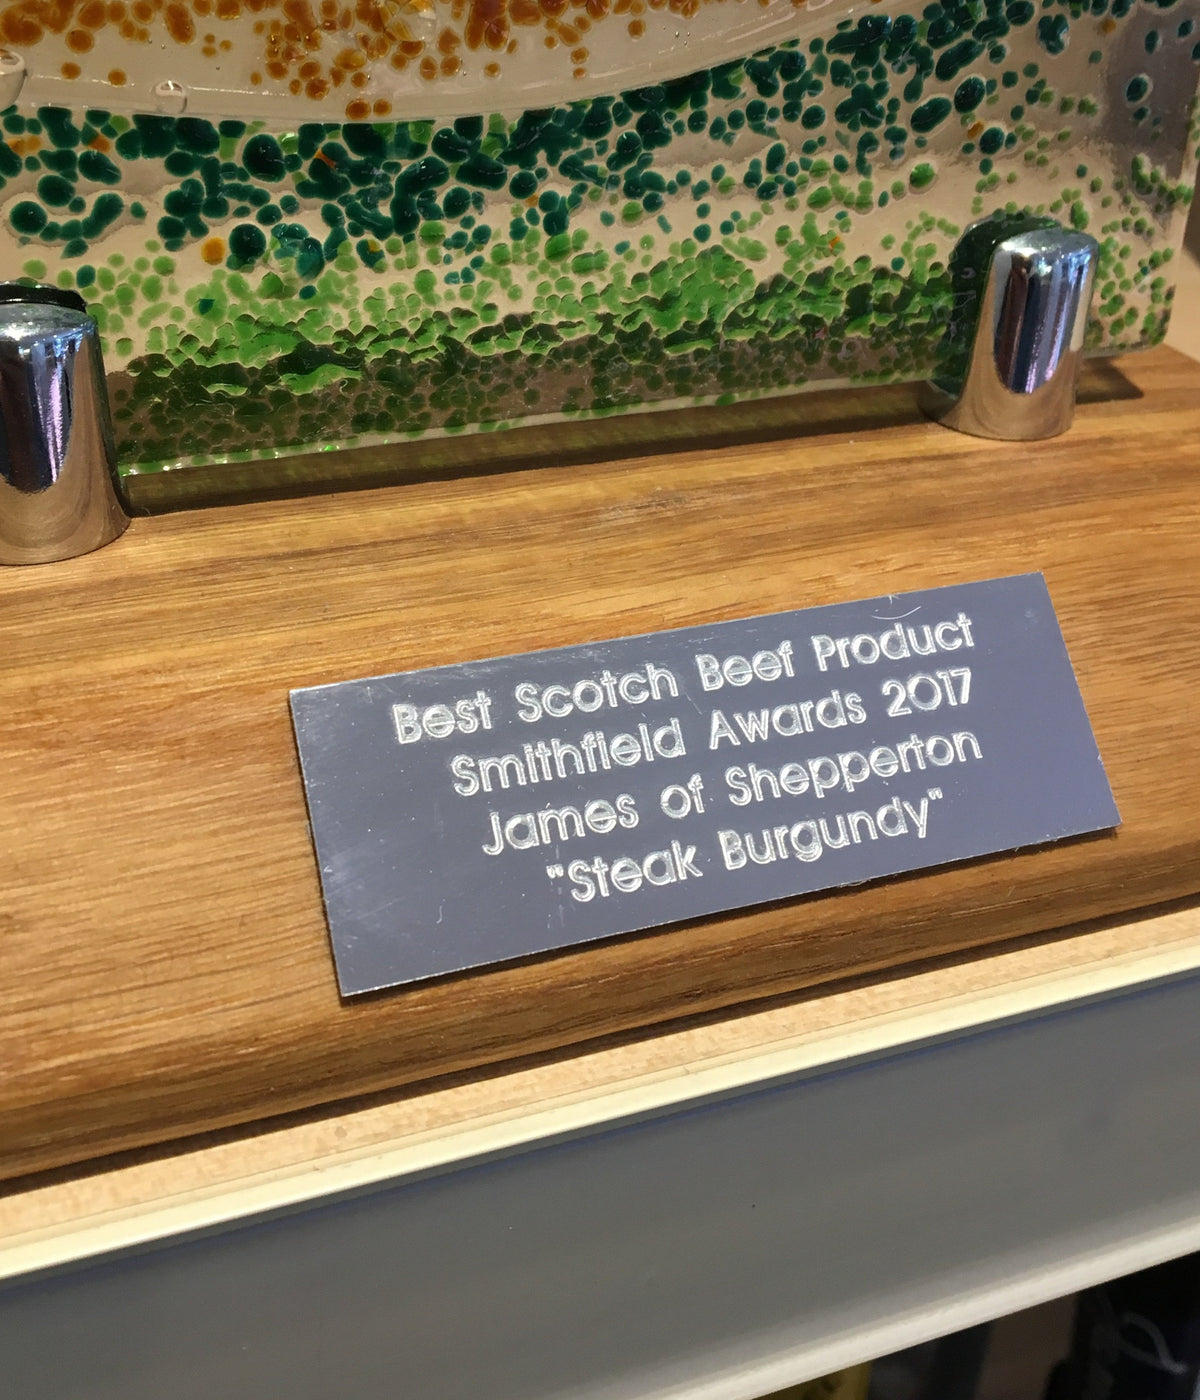 Best Scotch Beef Product
Smithfield Awards 2017
James of Shepperton
"Steak Burgundy"